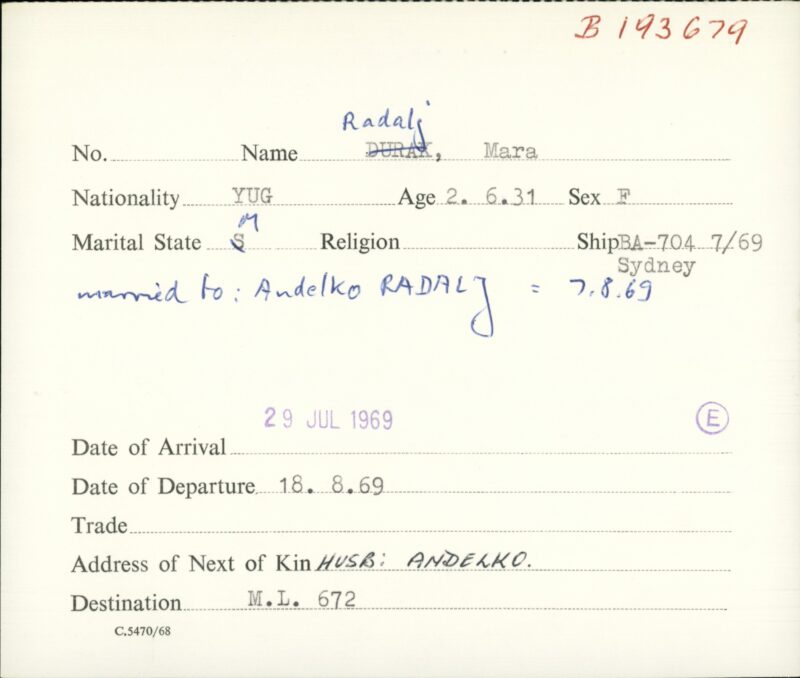 B 193679
Radalj
No. Name DURAK, Mara
Nationality YUG Age 2. 6.31 Sex F
M
Marital State S Religion Ship BA-704 7/69
Sydney
married to: Andelko RADALJ = 7.8.69
29 JUL 1969 E
Date of Arrival
Date of Departure 18. 8.69
Trade
Address of Next of Kin HUSB: ANDELKO.
Destination M.L. 672
C.5470/68